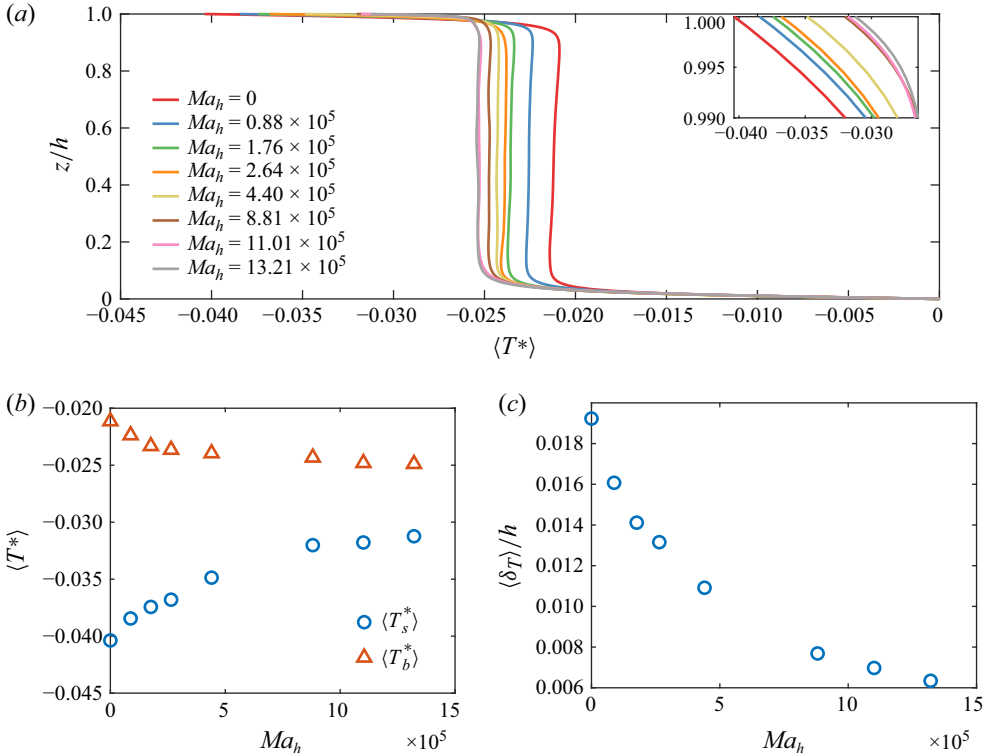 (a)
1.0
0.8
0.6
0.4
0.2
0
z/h
Ma_h = 0
Ma_h = 0.88 × 10^5
Ma_h = 1.76 × 10^5
Ma_h = 2.64 × 10^5
Ma_h = 4.40 × 10^5
Ma_h = 8.81 × 10^5
Ma_h = 11.01 × 10^5
Ma_h = 13.21 × 10^5
1.000
0.995
0.990
−0.040 −0.035 −0.030
−0.045 −0.040 −0.035 −0.030 −0.025 −0.020 −0.015 −0.010 −0.005 0
⟨T*⟩
(b)
−0.020
−0.025
−0.030
−0.035
−0.040
−0.045
⟨T*⟩
⟨T_s^*⟩
⟨T_b^*⟩
0 5 10 15
Ma_h
×10^5
(c)
0.018
0.016
0.014
0.012
0.010
0.008
0.006
⟨δ_T⟩/h
0 5 10 15
Ma_h
×10^5